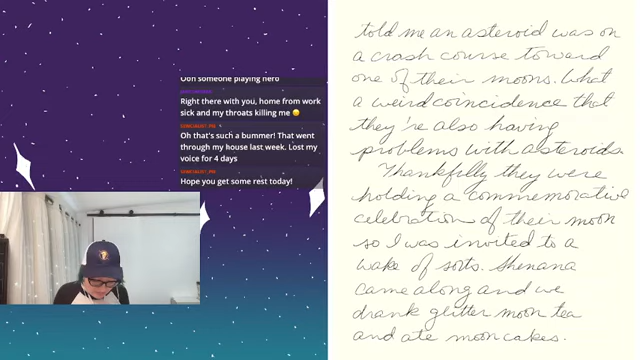 Ooh someone playing hero
Right there with you, home from work
sick and my throats killing me
Oh that's such a bummer! That went
through my house last week. Lost my
voice for 4 days
Hope you get some rest today!
told me an asteroid was on
a crash course toward
one of their moons. What
a weird coincidence that
they're also having
problems with asteroids.
Thankfully they were
holding a commemorative
celebration of their moon
so I was invited to a
wake of sorts. Shenana
came along and we
drank glitter moon tea
and ate mooncakes.